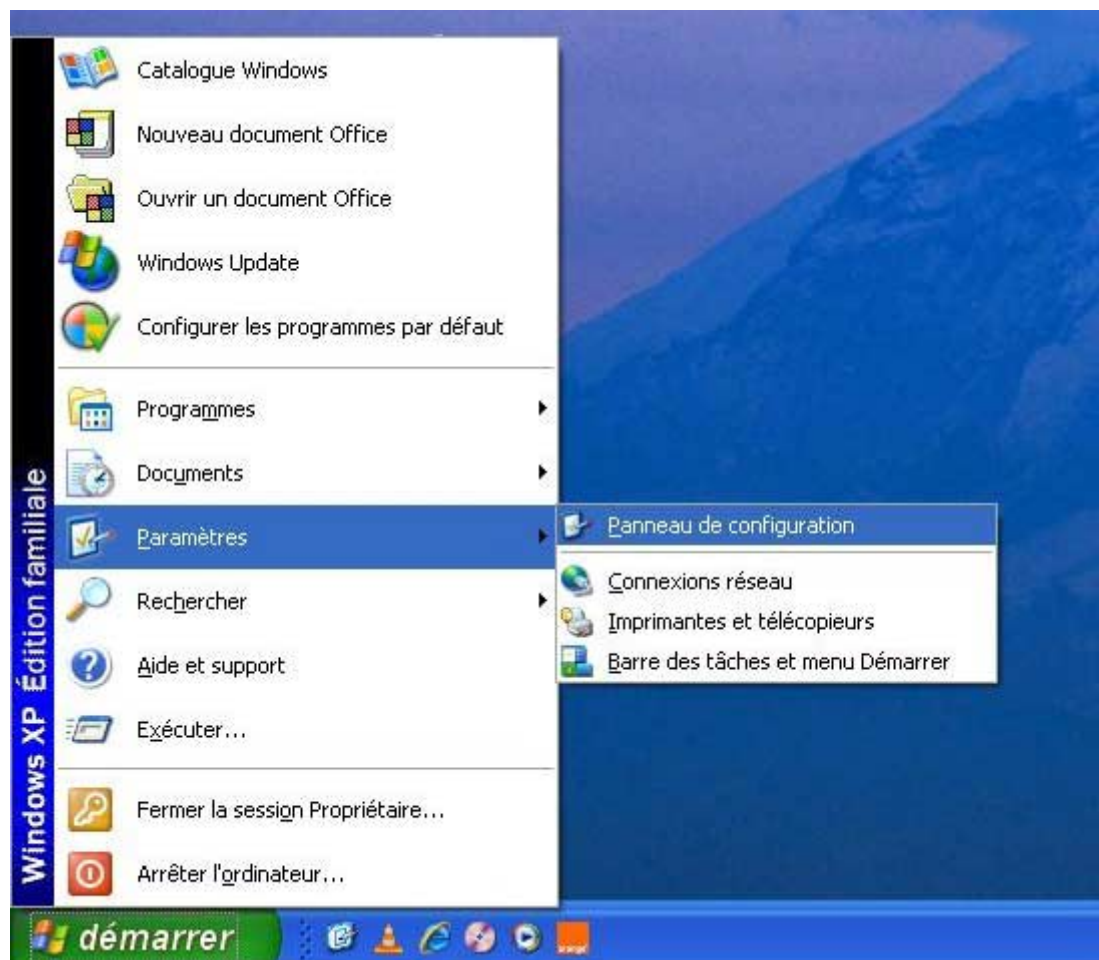 Catalogue Windows
Nouveau document Office
Ouvrir un document Office
Windows Update
Configurer les programmes par défaut
Programmes
Documents
Paramètres
Rechercher
Aide et support
Exécuter...
Fermer la session Propriétaire...
Arrêter l'ordinateur...
Panneau de configuration
Connexions réseau
Imprimantes et télécopieurs
Barre des tâches et menu Démarrer
Windows XP Édition familiale
démarrer